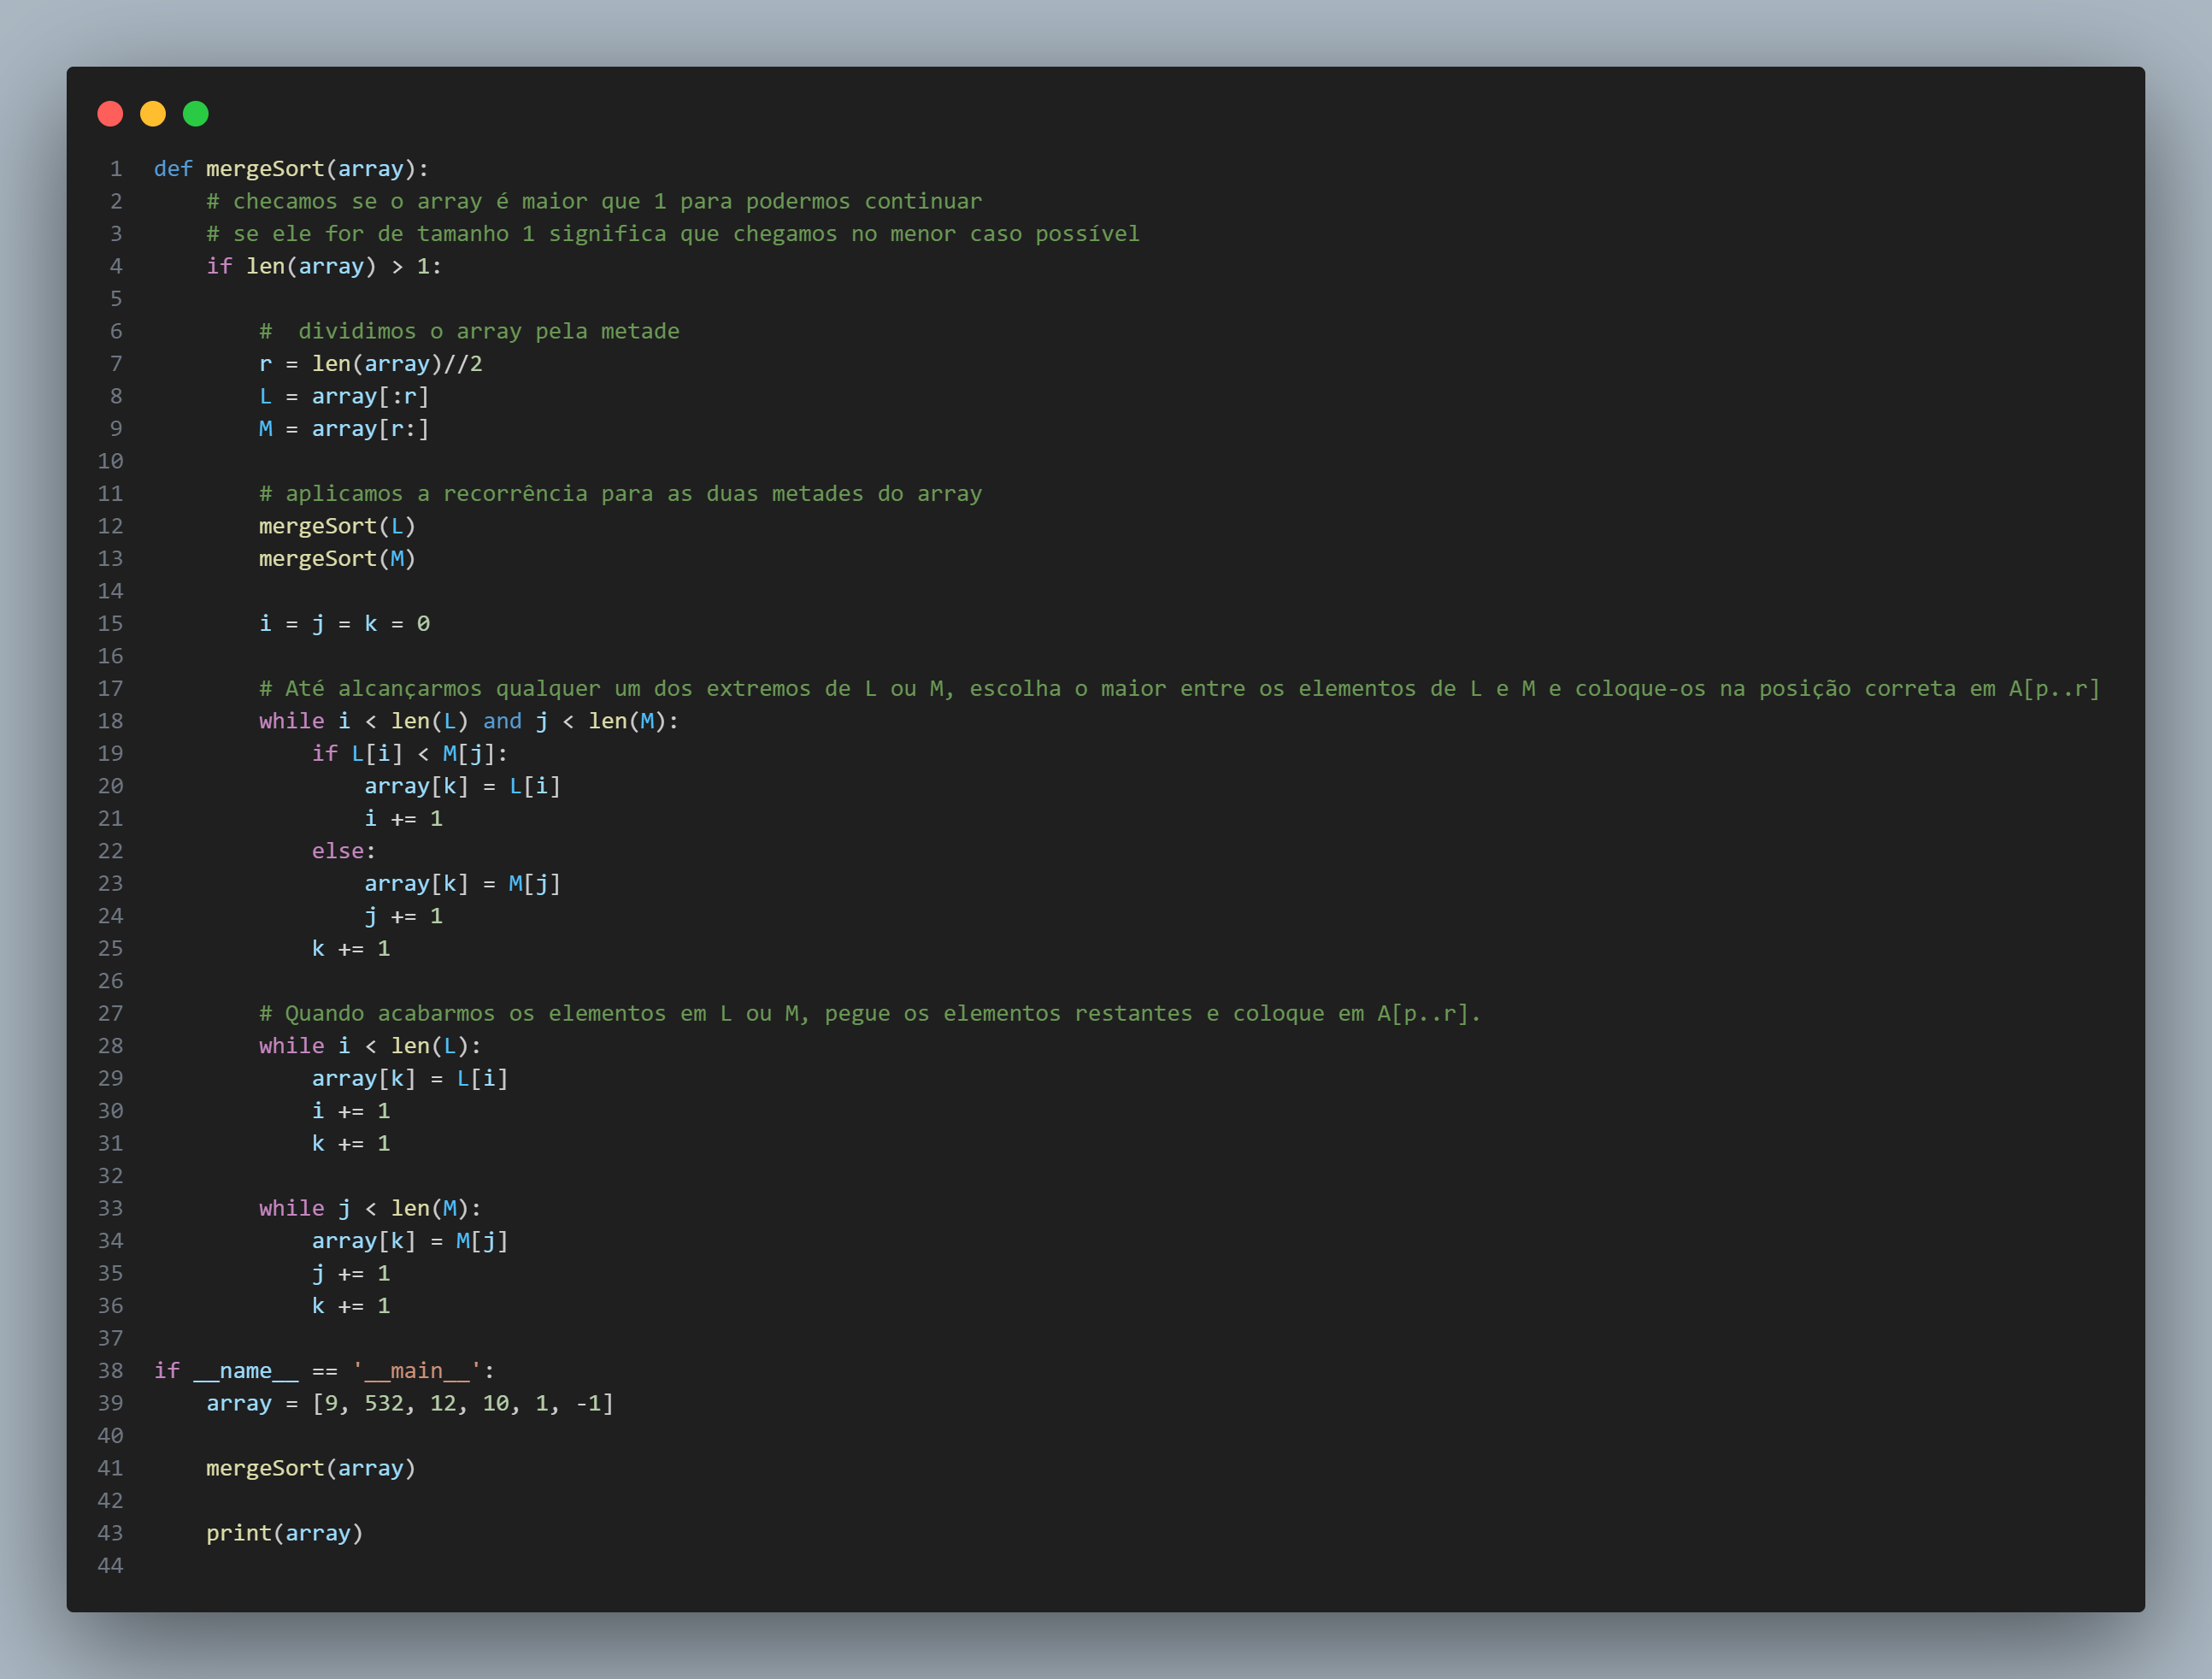 1 def mergeSort(array):
2     # checamos se o array é maior que 1 para podermos continuar
3     # se ele for de tamanho 1 significa que chegamos no menor caso possível
4     if len(array) > 1:
5
6         #  dividimos o array pela metade
7         r = len(array)//2
8         L = array[:r]
9         M = array[r:]
10
11         # aplicamos a recorrência para as duas metades do array
12         mergeSort(L)
13         mergeSort(M)
14
15         i = j = k = 0
16
17         # Até alcançarmos qualquer um dos extremos de L ou M, escolha o maior entre os elementos de L e M e coloque-os na posição correta em A[p..r]
18         while i < len(L) and j < len(M):
19             if L[i] < M[j]:
20                 array[k] = L[i]
21                 i += 1
22             else:
23                 array[k] = M[j]
24                 j += 1
25             k += 1
26
27         # Quando acabarmos os elementos em L ou M, pegue os elementos restantes e coloque em A[p..r].
28         while i < len(L):
29             array[k] = L[i]
30             i += 1
31             k += 1
32
33         while j < len(M):
34             array[k] = M[j]
35             j += 1
36             k += 1
37
38 if __name__ == '__main__':
39     array = [9, 532, 12, 10, 1, -1]
40
41     mergeSort(array)
42
43     print(array)
44